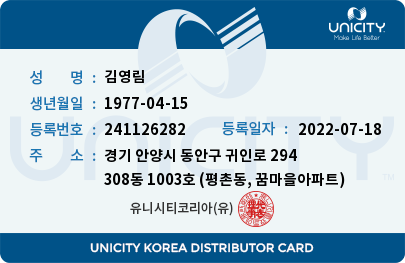 UNICITY
Make Life Better
성 명 : 김영림
생년월일 : 1977-04-15
등록번호 : 241126282 등록일자 : 2022-07-18
주 소 : 경기 안양시 동안구 귀인로 294
308동 1003호 (평촌동, 꿈마을아파트)
유니시티코리아(유)
UNICITY
UNICITY KOREA DISTRIBUTOR CARD